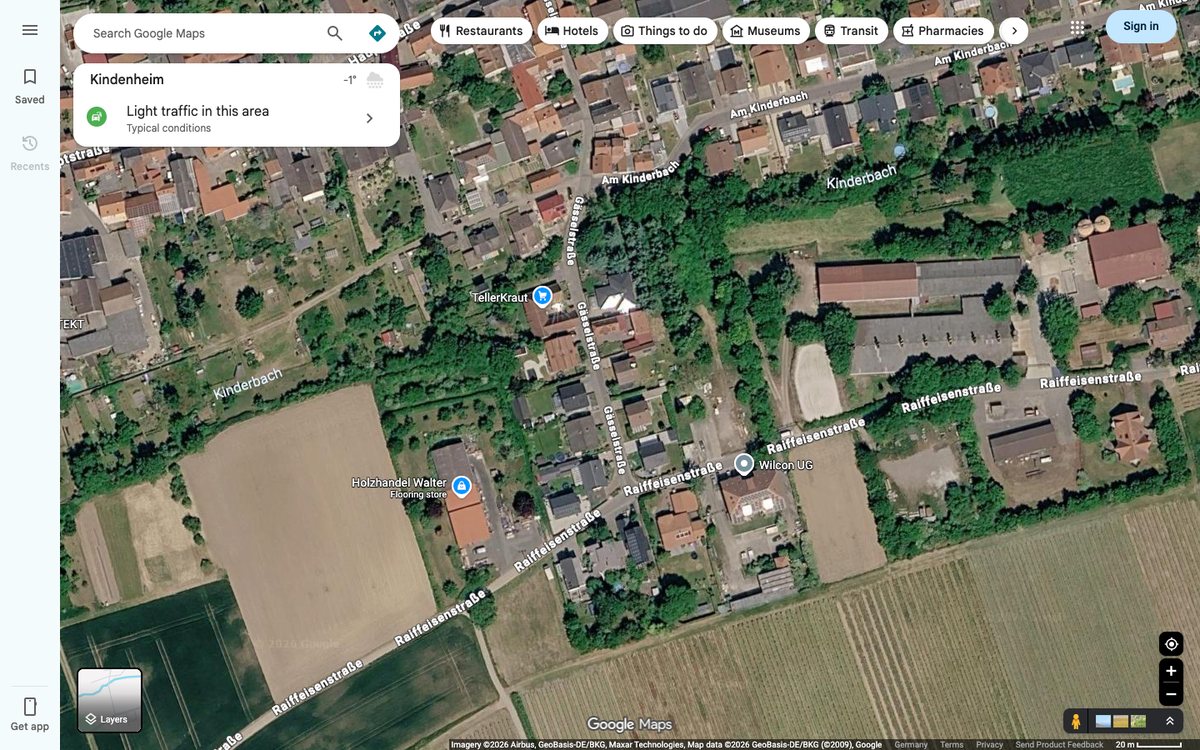 Search Google Maps
Restaurants
Hotels
Things to do
Museums
Transit
Pharmacies
Sign in
Saved
Recents
Get app
Kindenheim
-1°
Light traffic in this area
Typical conditions
Am Kinderbach
Am Kinderbach
Am Kinderbach
Kinderbach
Gässelstraße
TellerKraut
Gässelstraße
Kinderbach
Gässelstraße
Raiffeisenstraße
Raiffeisenstraße
Raiffeisenstraße
Raiffeisenstraße
Wilcon UG
Holzhandel Walter
Flooring store
Raiffeisenstraße
Raiffeisenstraße
Raiffeisenstraße
Layers
Google Maps
Imagery ©2026 Airbus, GeoBasis-DE/BKG, Maxar Technologies, Map data ©2026 GeoBasis-DE/BKG (©2009), Google
Germany
Terms
Privacy
Send Product Feedback
20 m